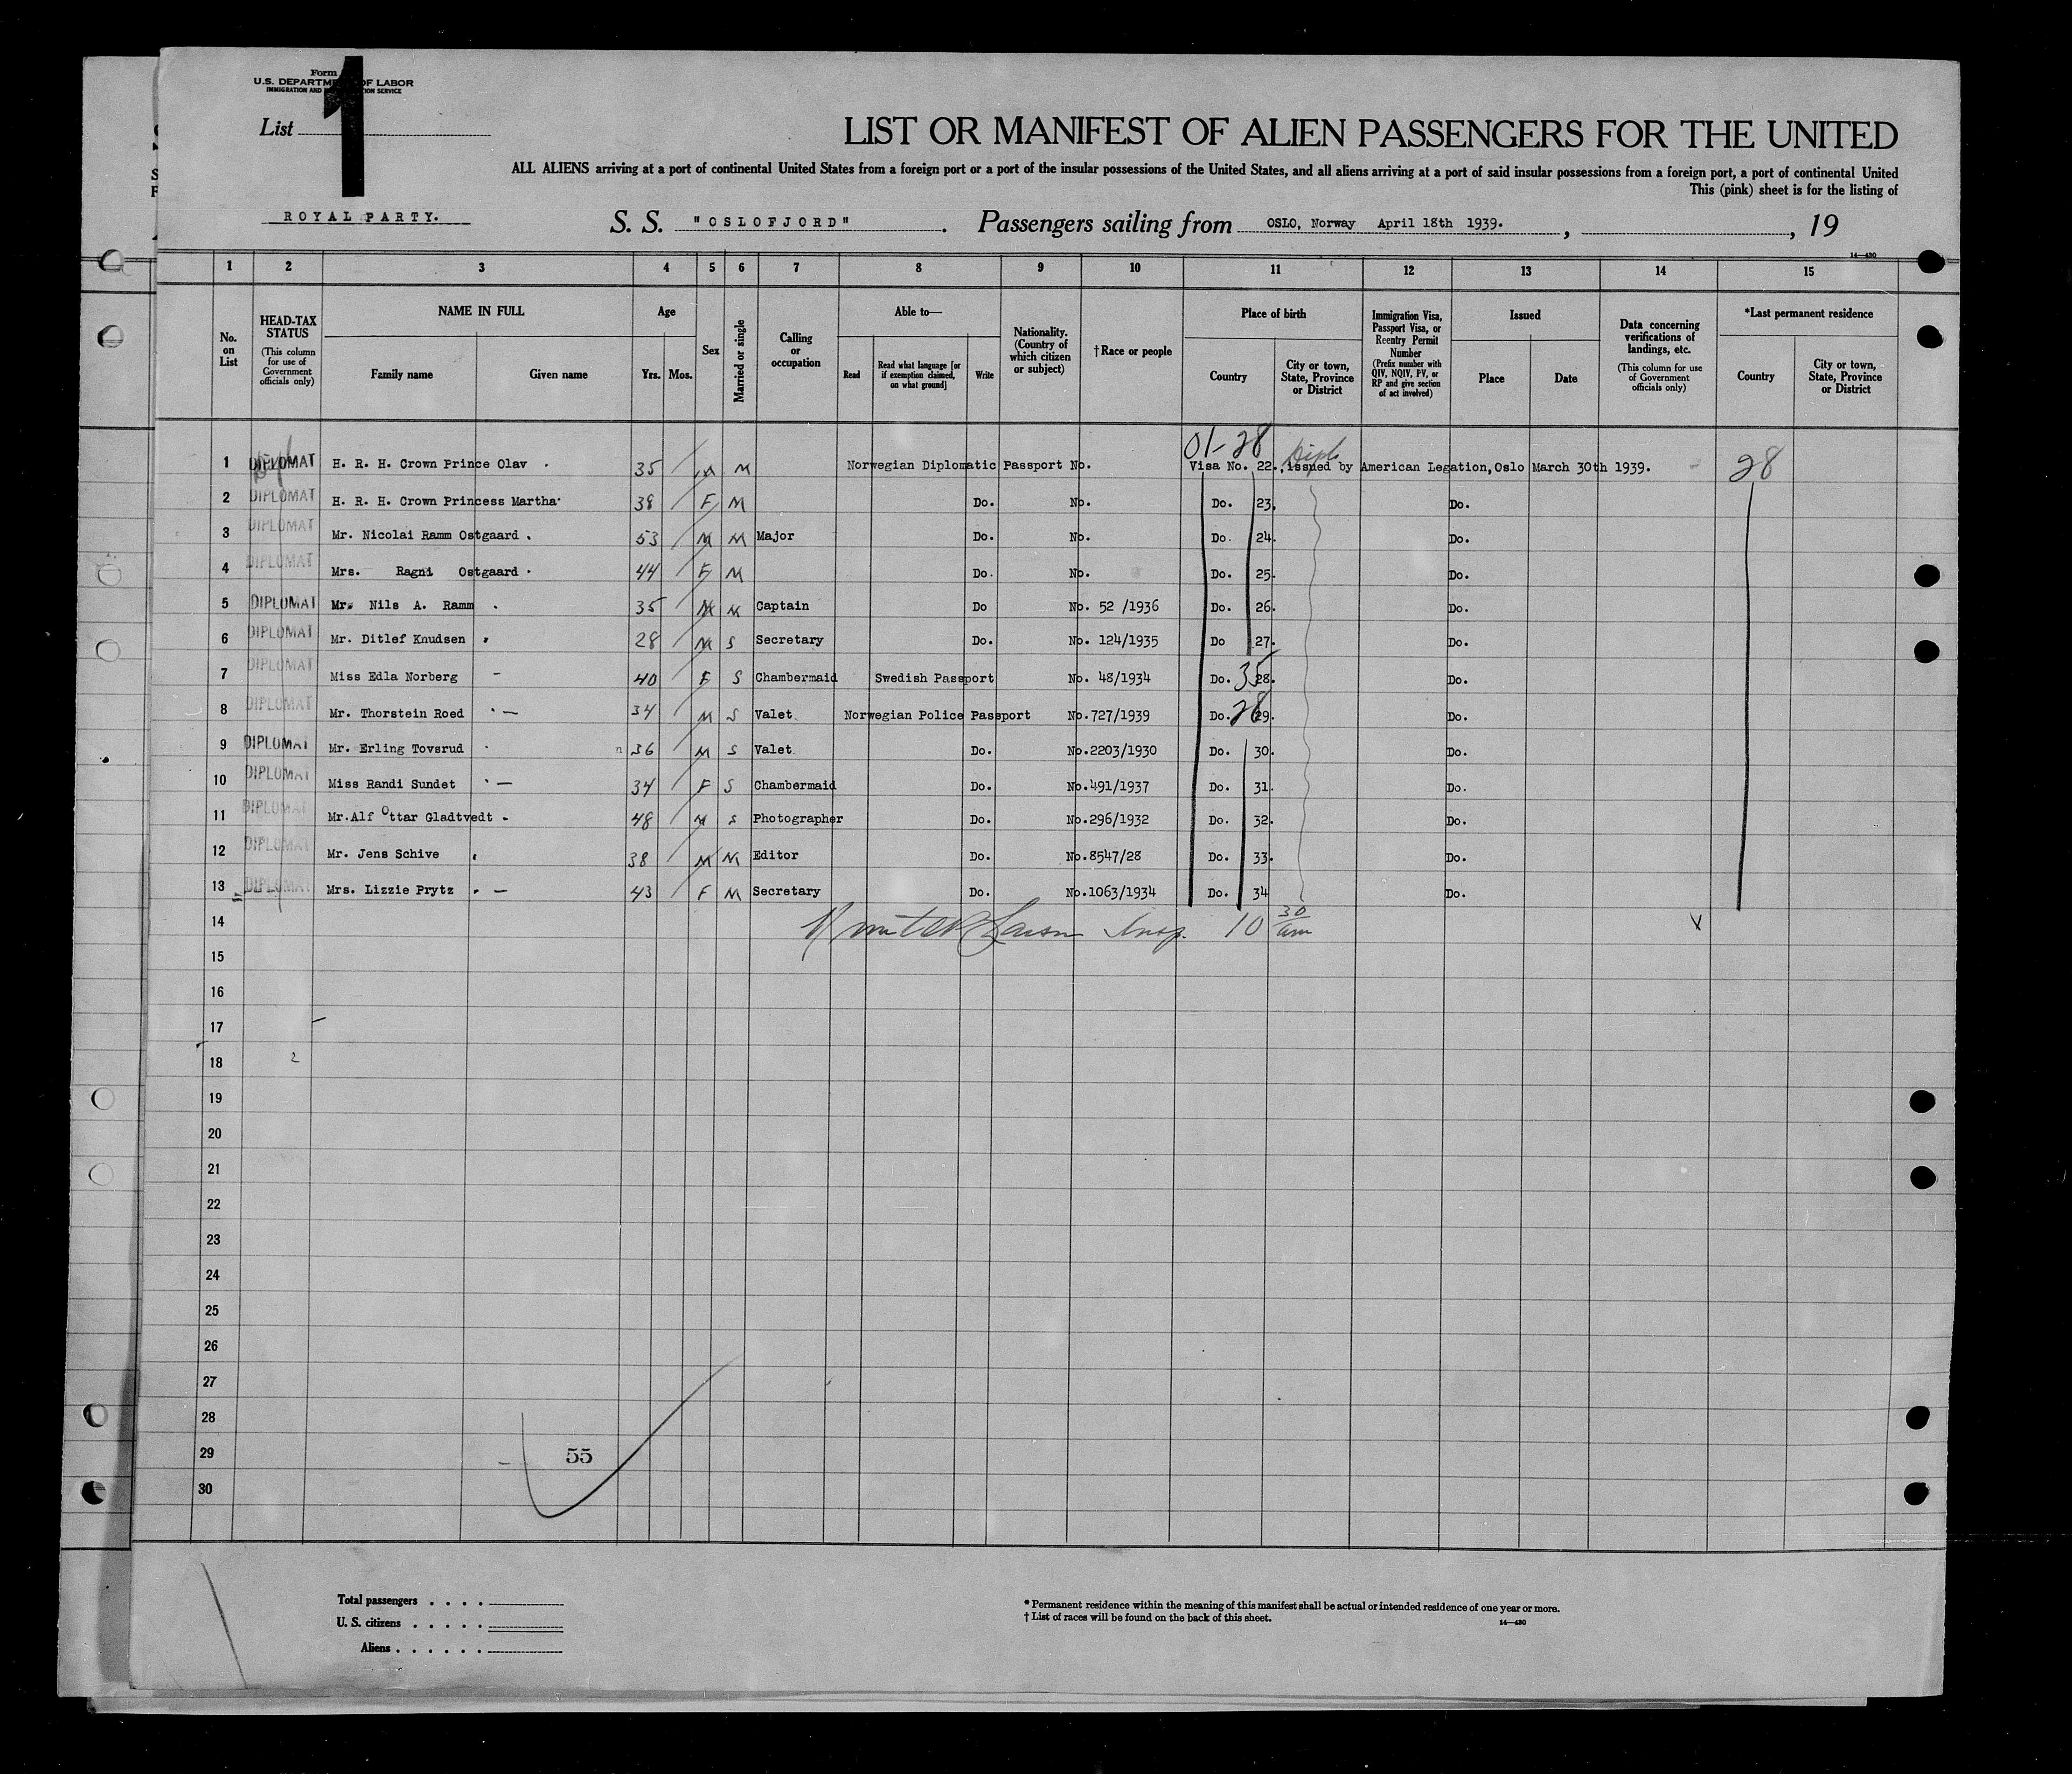 Form
U.S. DEPARTMENT OF LABOR
IMMIGRATION AND NATURALIZATION SERVICE
List 1
LIST OR MANIFEST OF ALIEN PASSENGERS FOR THE UNITED
ALL ALIENS arriving at a port of continental United States from a foreign port or a port of the insular possessions of the United States, and all aliens arriving at a port of said insular possessions from a foreign port, a port of continental United
This (pink) sheet is for the listing of
ROYAL PARTY. S. S. "OSLOFJORD". Passengers sailing from OSLO, Norway April 18th 1939. , , 19
14—430
1 2 3 4 5 6 7 8 9 10 11 12 13 14 15
No. on List
HEAD-TAX STATUS (This column for use of Government officials only)
NAME IN FULL
Family name Given name
Age
Yrs. Mos.
Sex
Married or single
Calling or occupation
Able to—
Read
Read what language [or if exemption claimed, on what ground]
Write
Nationality. (Country of which citizen or subject)
†Race or people
Place of birth
Country
City or town, State, Province or District
Immigration Visa, Passport Visa, or Reentry Permit Number (Prefix number with QIV, NQIV, PV, or RP and give section of act involved)
Issued
Place Date
Data concerning verifications of landings, etc. (This column for use of Government officials only)
*Last permanent residence
Country
City or town, State, Province or District
01-28 Dipl
1 DIPLOMAT H. R. H. Crown Prince Olav . 35 M M Norwegian Diplomatic Passport No. Visa No. 22., issued by American Legation, Oslo March 30th 1939. 28
2 DIPLOMAT H. R. H. Crown Princess Martha 38 F M Do. No. Do. 23. Do.
3 DIPLOMAT Mr. Nicolai Ramm Ostgaard . 53 M M Major Do. No. Do. 24. Do.
4 DIPLOMAT Mrs. Ragni Ostgaard . 44 F M Do. No. Do. 25. Do.
5 DIPLOMAT Mr. Nils A. Ramm . 35 M M Captain Do No. 52 /1936 Do. 26. Do.
6 DIPLOMAT Mr. Ditlef Knudsen 28 M S Secretary Do. No. 124/1935 Do 27. Do.
7 DIPLOMAT Miss Edla Norberg - 40 F S Chambermaid Swedish Passport No. 48/1934 Do. 35 28. Do.
8 DIPLOMAT Mr. Thorstein Roed - 34 M S Valet. Norwegian Police Passport No.727/1939 Do. 28 29. Do.
9 DIPLOMAT Mr. Erling Tovsrud 36 M S Valet. Do. No.2203/1930 Do. 30. Do.
10 DIPLOMAT Miss Randi Sundet - 34 F S Chambermaid Do. No.491/1937 Do. 31. Do.
11 DIPLOMAT Mr.Alf Ottar Gladtvedt - 48 M S Photographer Do. No.296/1932 Do. 32. Do.
12 DIPLOMAT Mr. Jens Schive 38 M M Editor Do. No.8547/28 Do. 33. Do.
13 DIPLOMAT Mrs. Lizzie Prytz - 43 F M Secretary Do. No.1063/1934 Do. 34 Do.
14 Insp. 10 30 am
15
16
17
18
19
20
21
22
23
24
25
26
27
28
29 55
30
Total passengers . . . .
U. S. citizens . . . . .
Aliens . . . . . .
* Permanent residence within the meaning of this manifest shall be actual or intended residence of one year or more.
† List of races will be found on the back of this sheet.
14—430